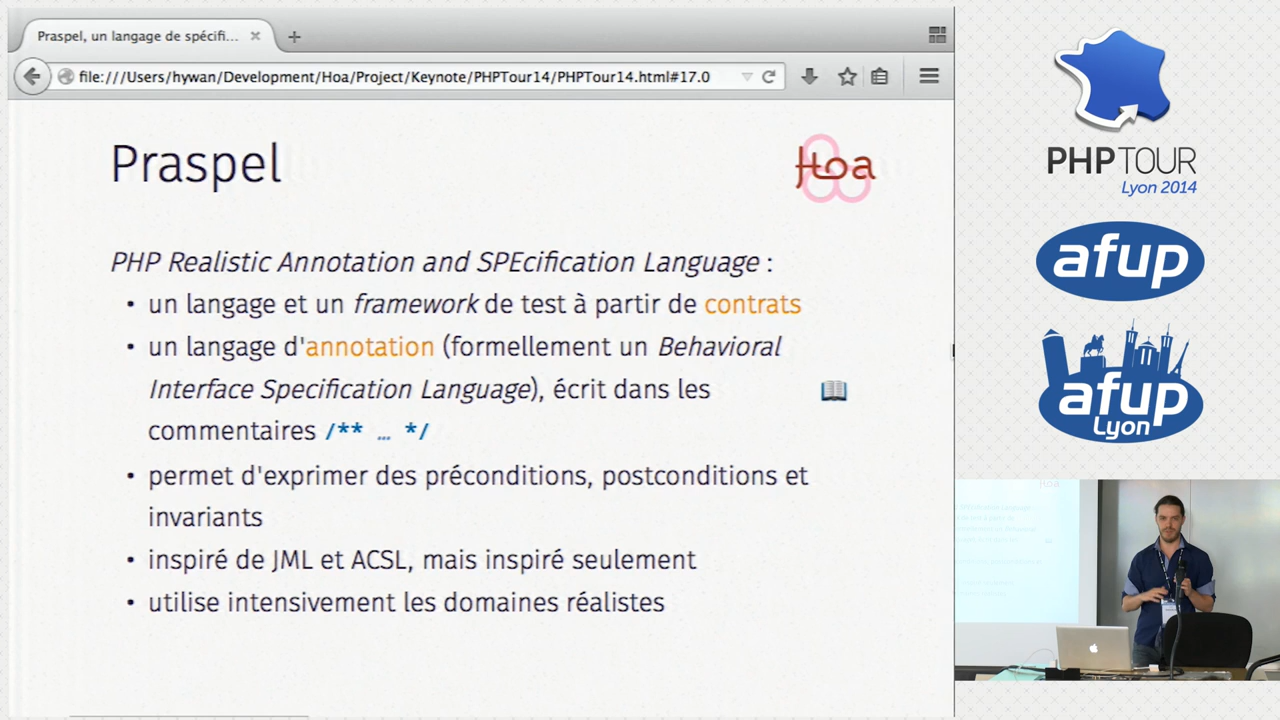 Praspel, un langage de spécifi...
file:///Users/hywan/Development/Hoa/Project/Keynote/PHPTour14/PHPTour14.html#17.0
Praspel
Hoa
PHP Realistic Annotation and SPEcification Language :
• un langage et un framework de test à partir de contrats
• un langage d'annotation (formellement un Behavioral
Interface Specification Language), écrit dans les
commentaires /** … */
• permet d'exprimer des préconditions, postconditions et
invariants
• inspiré de JML et ACSL, mais inspiré seulement
• utilise intensivement les domaines réalistes
PHPTOUR
Lyon 2014
afup
afup
Lyon
Hoa